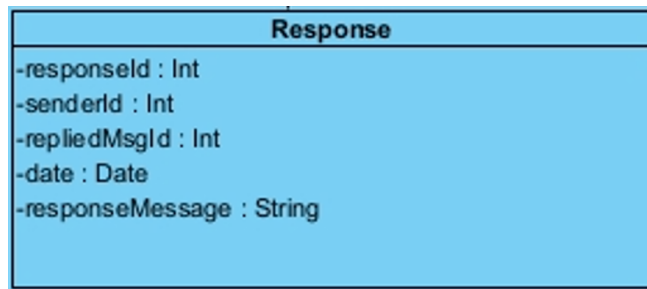 Response
-responseId : Int
-senderId : Int
-repliedMsgId : Int
-date : Date
-responseMessage : String